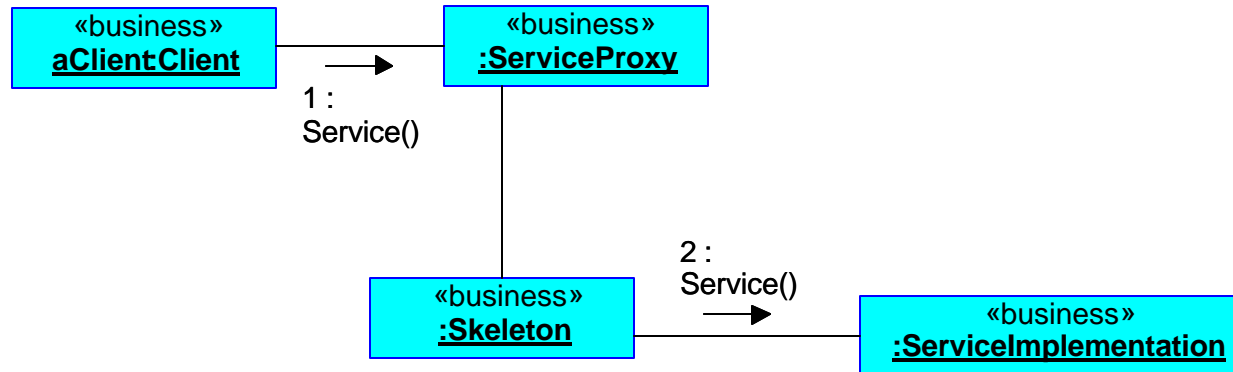 «business»
aClient:Client
«business»
:ServiceProxy
1 :
Service()
2 :
Service()
«business»
:Skeleton
«business»
:ServiceImplementation